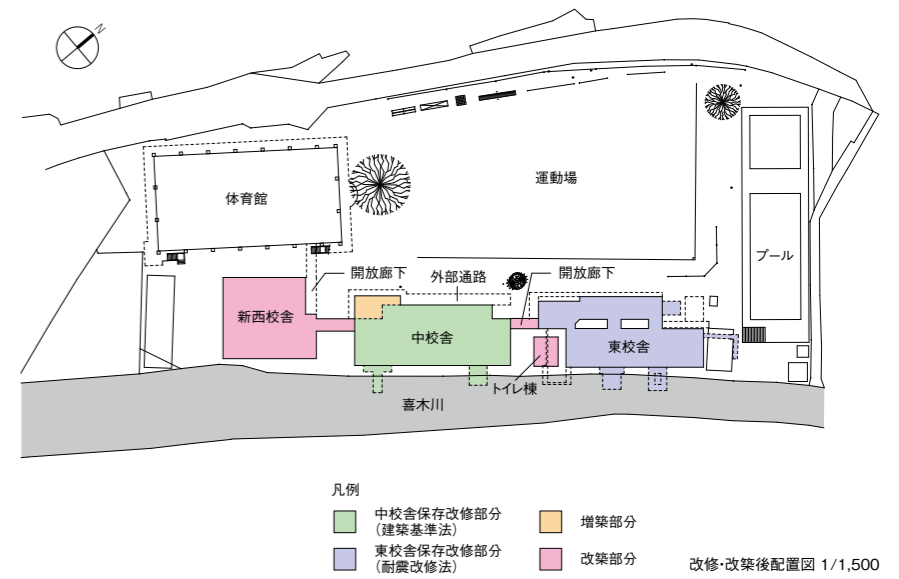 N
体育館
運動場
プール
開放廊下
外部通路
開放廊下
新西校舎
中校舎
東校舎
トイレ棟
喜木川
凡例
中校舎保存改修部分
（建築基準法）
増築部分
東校舎保存改修部分
（耐震改修法）
改築部分
改修・改築後配置図 1/1,500